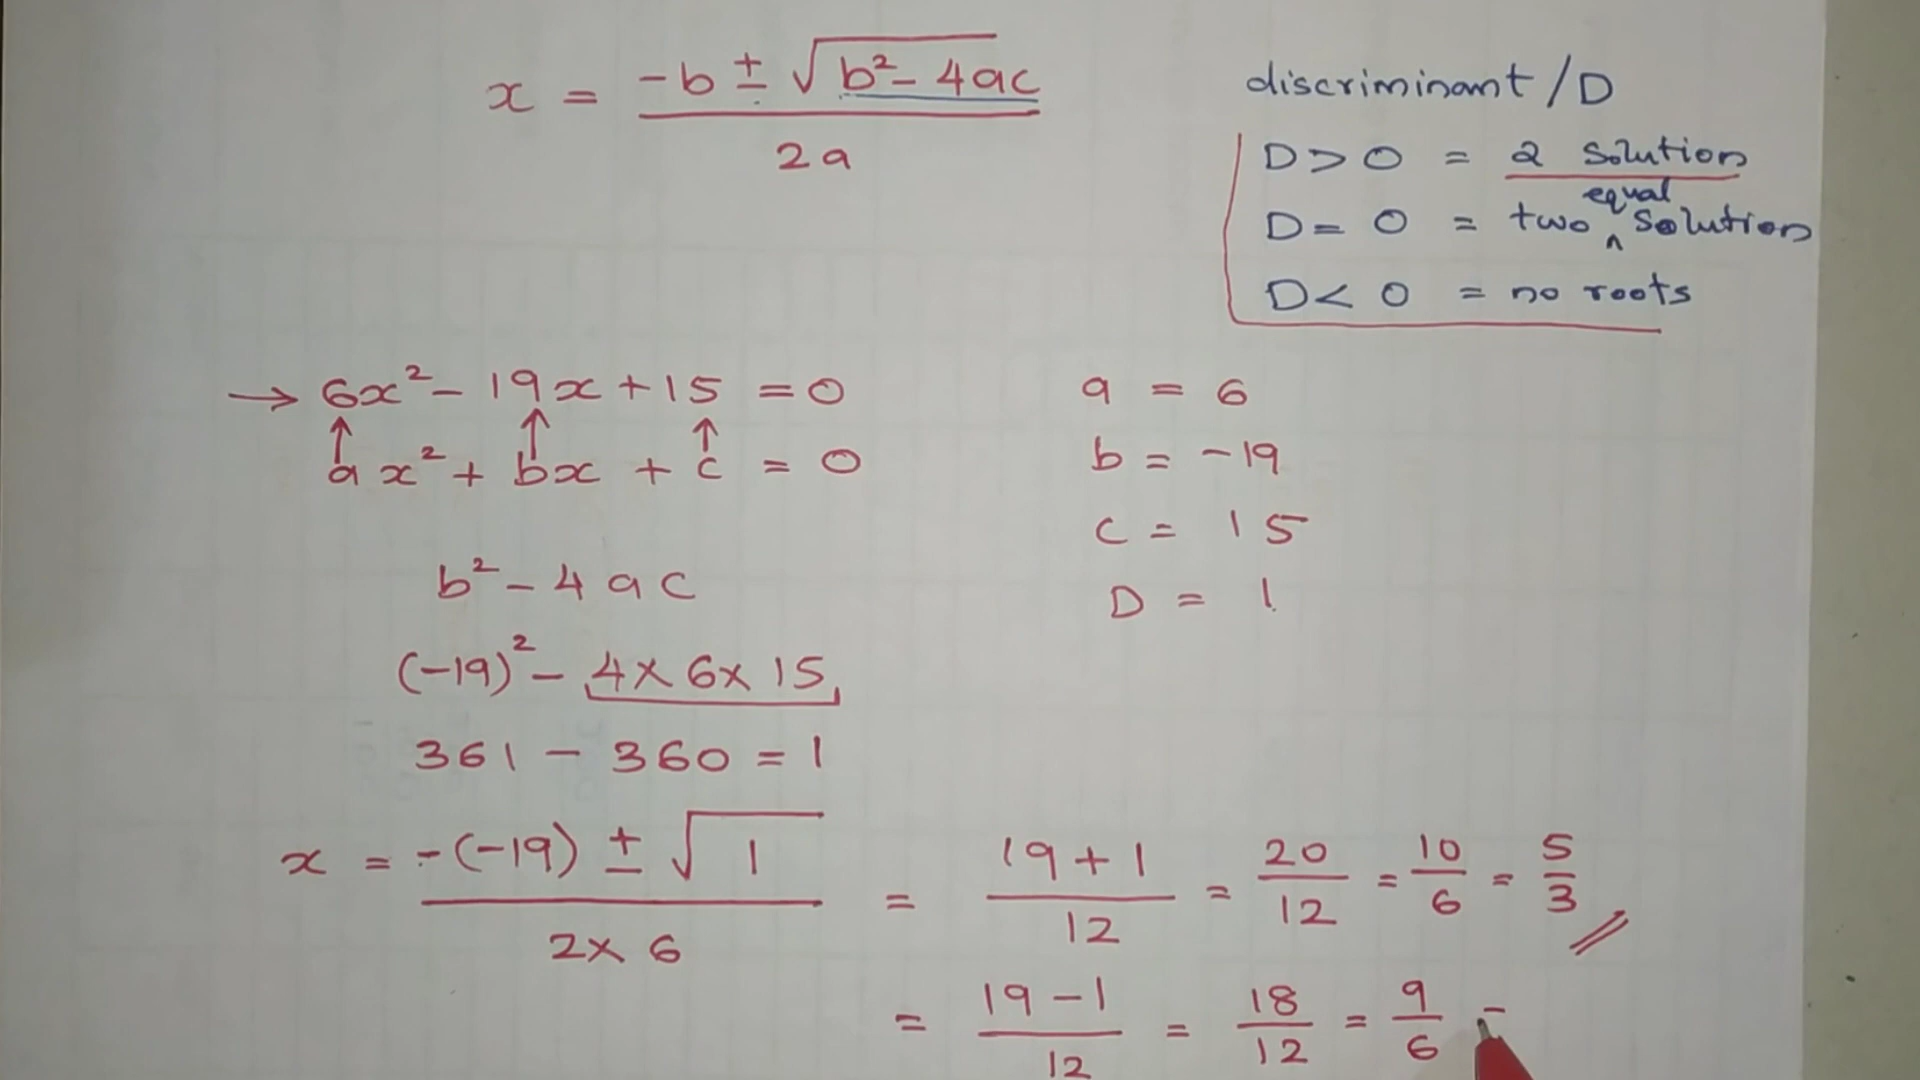 x = -b ± √b² - 4ac
2a
discriminant / D
D > 0 = 2 solution
D = 0 = two equal solution
D < 0 = no roots
→ 6x² - 19x + 15 = 0
ax² + bx + c = 0
a = 6
b = -19
c = 15
D = 1
b² - 4ac
(-19)² - 4 x 6 x 15
361 - 360 = 1
x = -(-19) ± √1 / 2 x 6 = 19 + 1 / 12 = 20/12 = 10/6 = 5/3 //
= 19 - 1 / 12 = 18/12 = 9/6 =